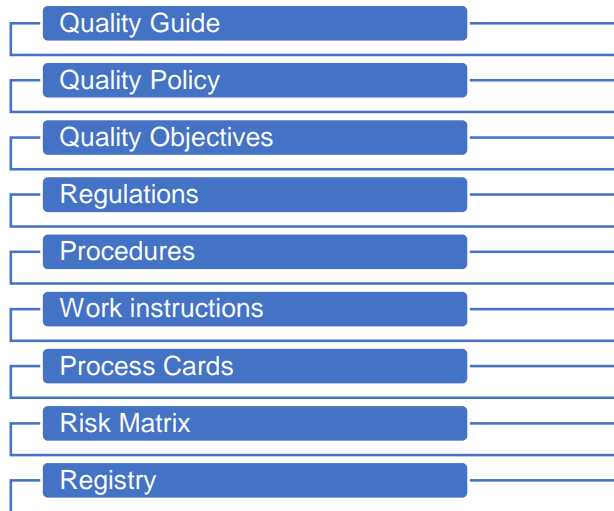 Quality Guide
Quality Policy
Quality Objectives
Regulations
Procedures
Work instructions
Process Cards
Risk Matrix
Registry